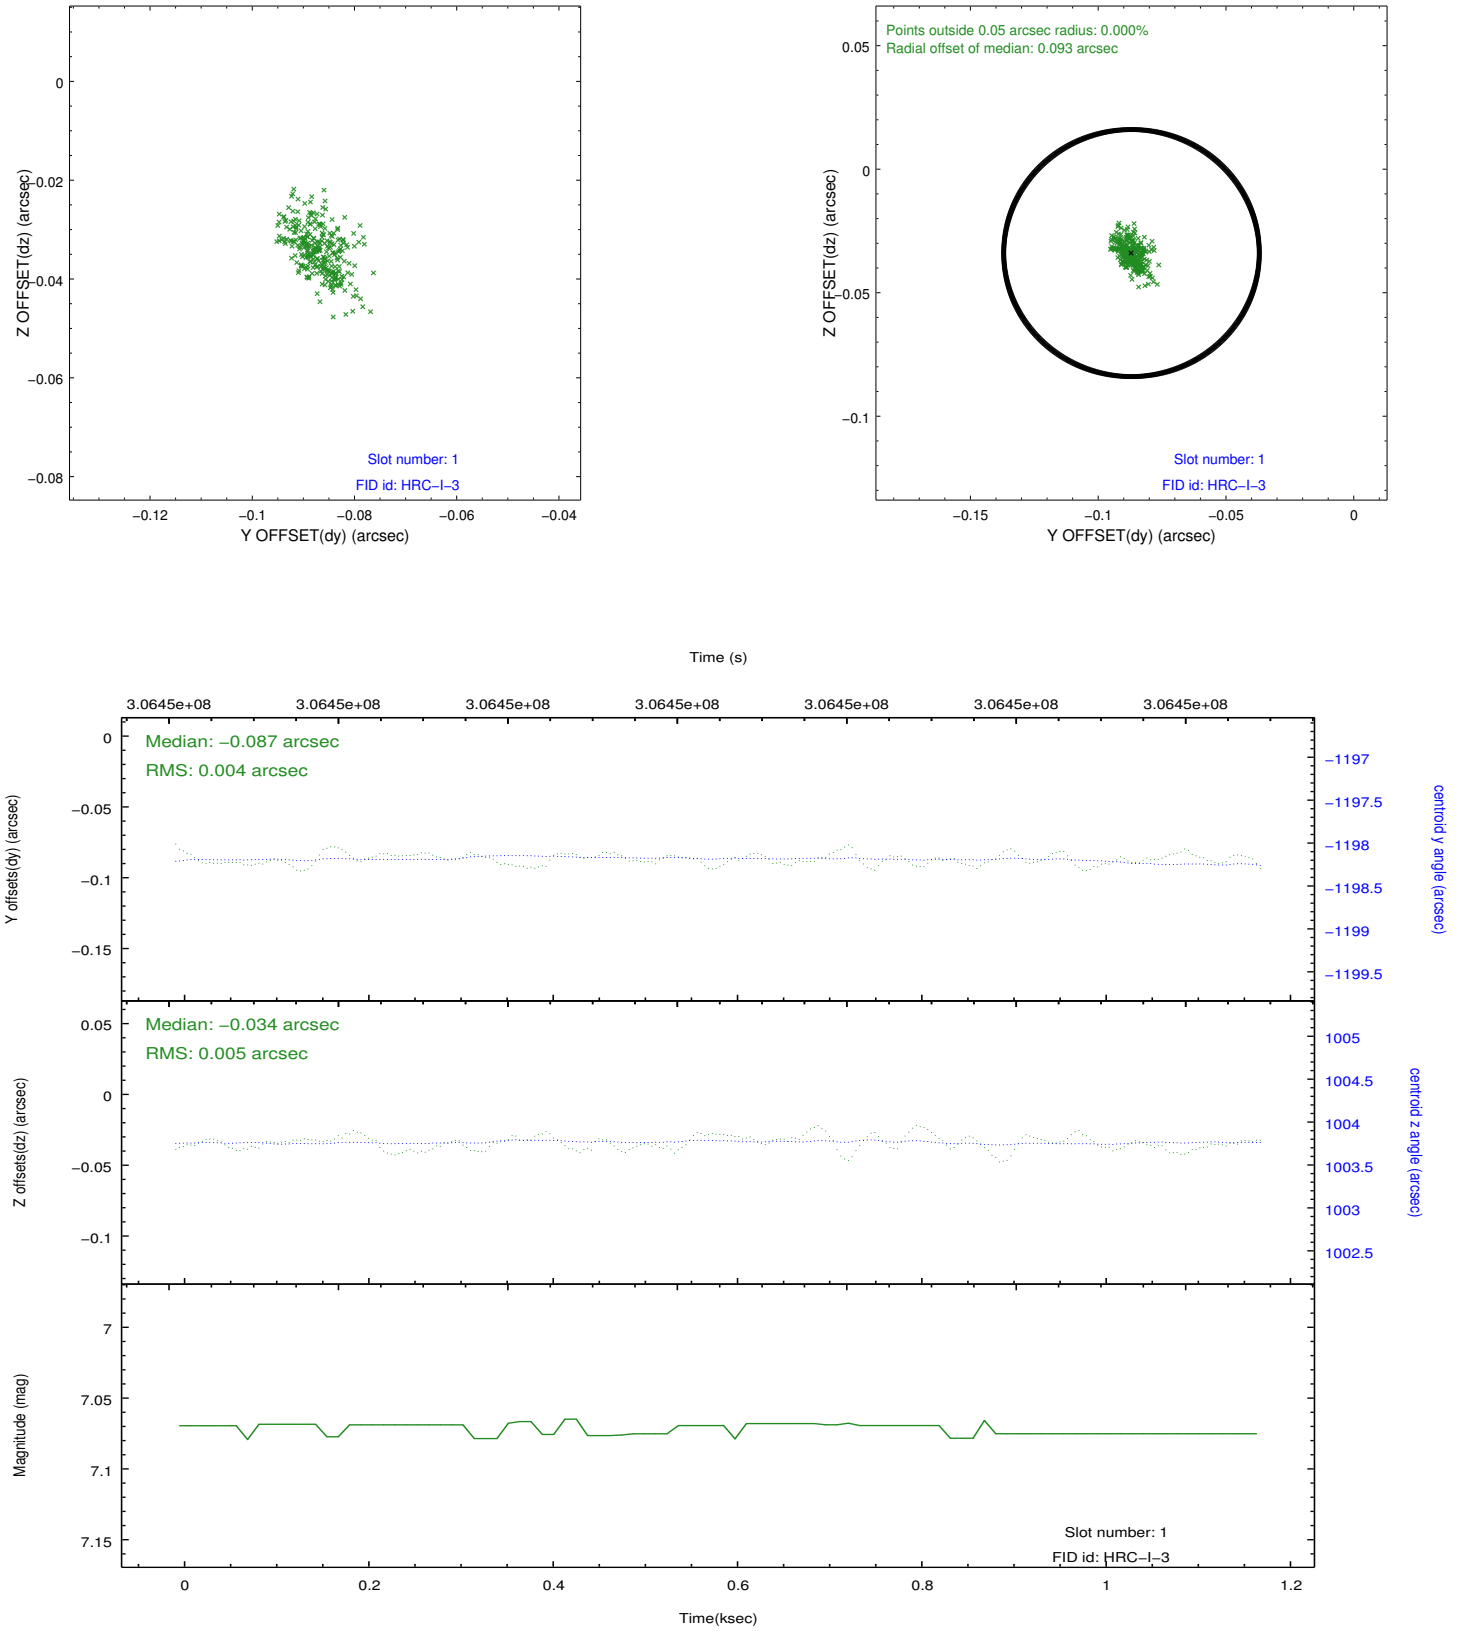 0
−0.02
−0.04
−0.06
−0.08
Z OFFSET(dz) (arcsec)
−0.12
−0.1
−0.08
−0.06
−0.04
Y OFFSET(dy) (arcsec)
Slot number: 1
FID id: HRC−I−3
Points outside 0.05 arcsec radius: 0.000%
Radial offset of median: 0.093 arcsec
0.05
0
−0.05
−0.1
Z OFFSET(dz) (arcsec)
−0.15
−0.1
−0.05
0
Y OFFSET(dy) (arcsec)
Slot number: 1
FID id: HRC−I−3
Time (s)
3.0645e+08
3.0645e+08
3.0645e+08
3.0645e+08
3.0645e+08
3.0645e+08
3.0645e+08
Median: −0.087 arcsec
RMS: 0.004 arcsec
0
−0.05
−0.1
−0.15
Y offsets(dy) (arcsec)
−1197
−1197.5
−1198
−1198.5
−1199
−1199.5
centroid y angle (arcsec)
Median: −0.034 arcsec
RMS: 0.005 arcsec
0.05
0
−0.05
−0.1
Z offsets(dz) (arcsec)
1005
1004.5
1004
1003.5
1003
1002.5
centroid z angle (arcsec)
7
7.05
7.1
7.15
Magnitude (mag)
Slot number: 1
FID id: HRC−I−3
0
0.2
0.4
0.6
0.8
1
1.2
Time(ksec)